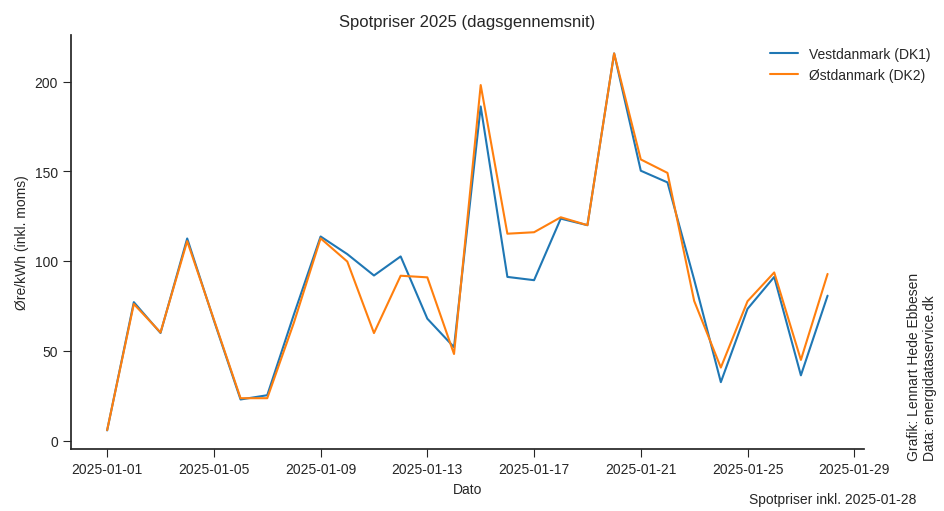 Spotpriser 2025 (dagsgennemsnit)
Vestdanmark (DK1)
Østdanmark (DK2)
Øre/kWh (inkl. moms)
200
150
100
50
0
2025-01-01
2025-01-05
2025-01-09
2025-01-13
2025-01-17
2025-01-21
2025-01-25
2025-01-29
Dato
Grafik: Lennart Hede Ebbesen
Data: energidataservice.dk
Spotpriser inkl. 2025-01-28